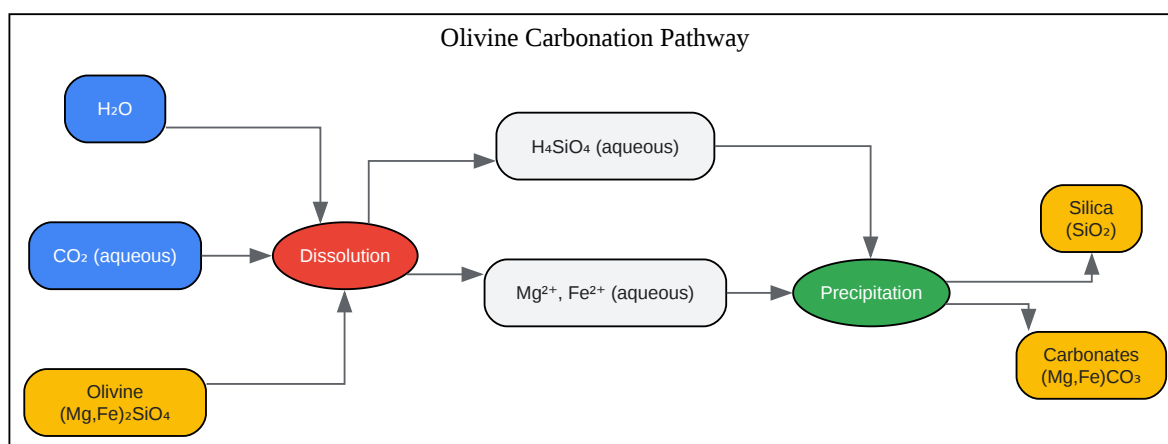 Olivine Carbonation Pathway
H₂O
H₄SiO₄ (aqueous)
CO₂ (aqueous)
Dissolution
Mg²⁺, Fe²⁺ (aqueous)
Precipitation
Silica
(SiO₂)
Olivine
(Mg,Fe)₂SiO₄
Carbonates
(Mg,Fe)CO₃